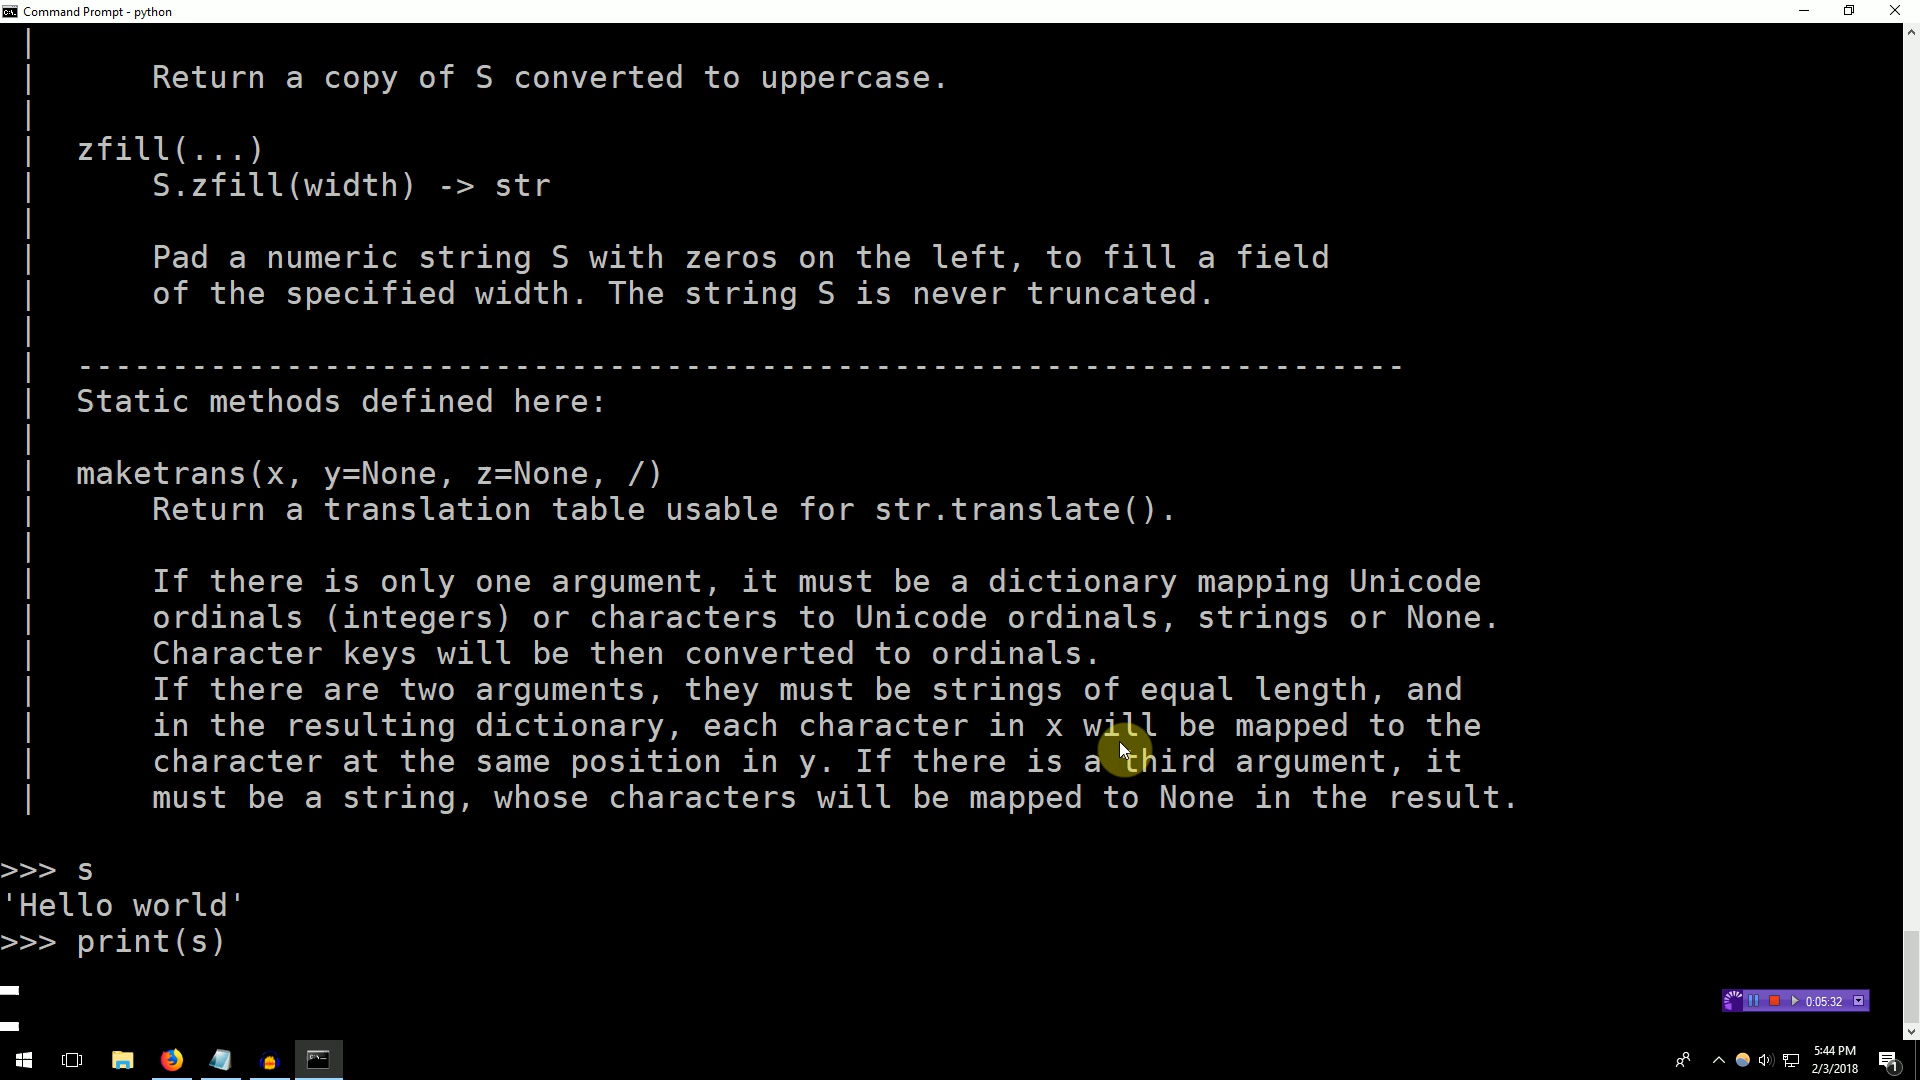 Command Prompt - python
|
|       Return a copy of S converted to uppercase.
|
|   zfill(...)
|       S.zfill(width) -> str
|
|       Pad a numeric string S with zeros on the left, to fill a field
|       of the specified width. The string S is never truncated.
|
|   ----------------------------------------------------------------------
|   Static methods defined here:
|
|   maketrans(x, y=None, z=None, /)
|       Return a translation table usable for str.translate().
|
|       If there is only one argument, it must be a dictionary mapping Unicode
|       ordinals (integers) or characters to Unicode ordinals, strings or None.
|       Character keys will be then converted to ordinals.
|       If there are two arguments, they must be strings of equal length, and
|       in the resulting dictionary, each character in x will be mapped to the
|       character at the same position in y. If there is a third argument, it
|       must be a string, whose characters will be mapped to None in the result.
>>> s
'Hello world'
>>> print(s)
0:05:32
5:44 PM
2/3/2018
1